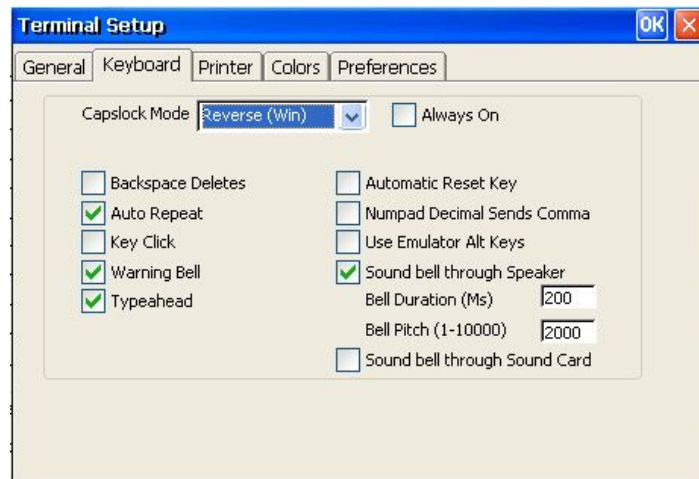 Terminal Setup OK
General Keyboard Printer Colors Preferences
Capslock Mode Reverse (Win) Always On
Backspace Deletes Automatic Reset Key
Auto Repeat Numpad Decimal Sends Comma
Key Click Use Emulator Alt Keys
Warning Bell Sound bell through Speaker
Typeahead Bell Duration (Ms) 200
Bell Pitch (1-10000) 2000
Sound bell through Sound Card